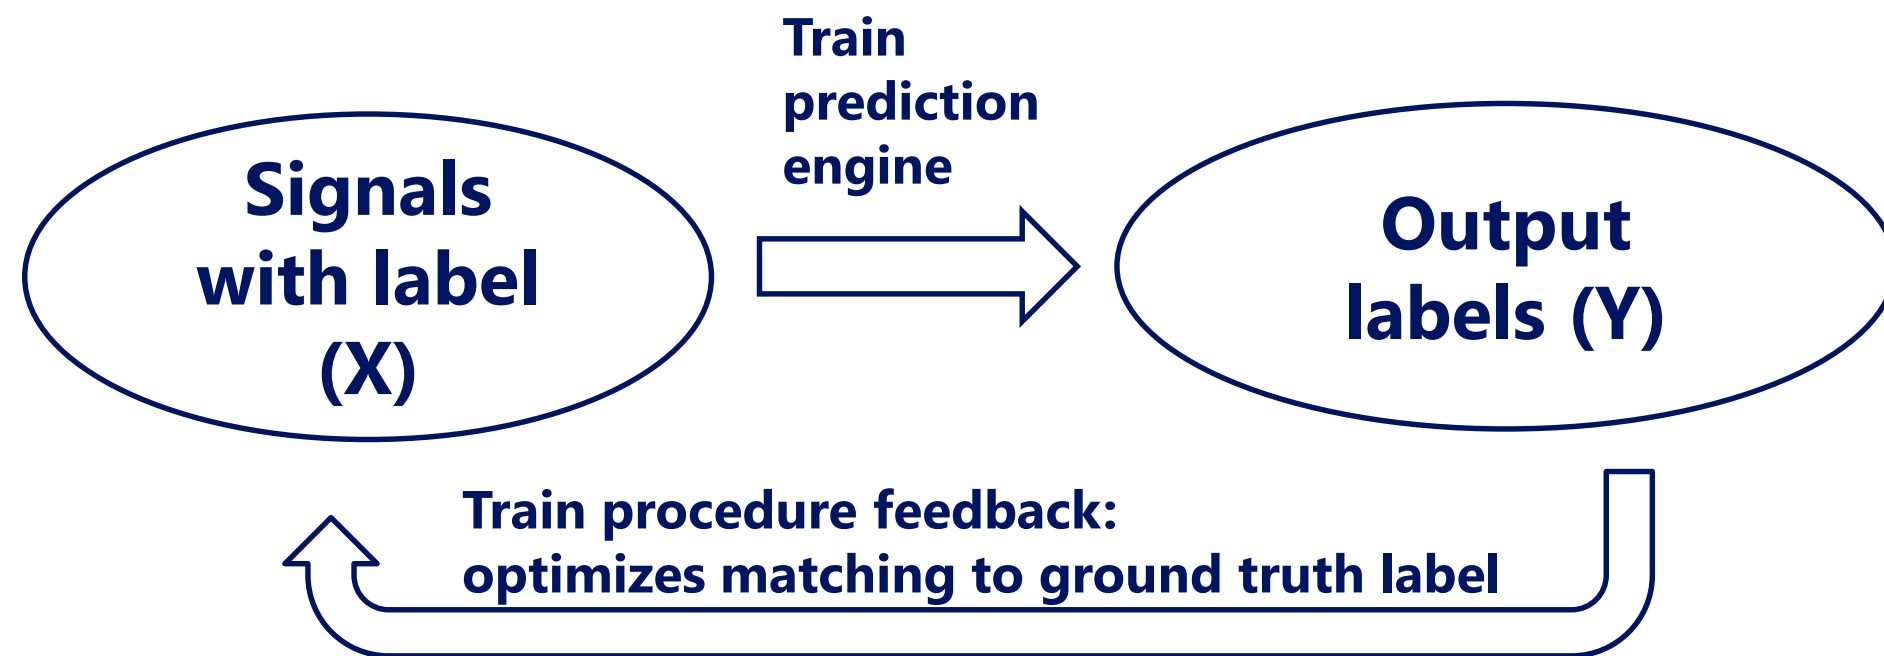 Train
prediction
engine
Signals
with label
(X)
Output
labels (Y)
Train procedure feedback:
optimizes matching to ground truth label